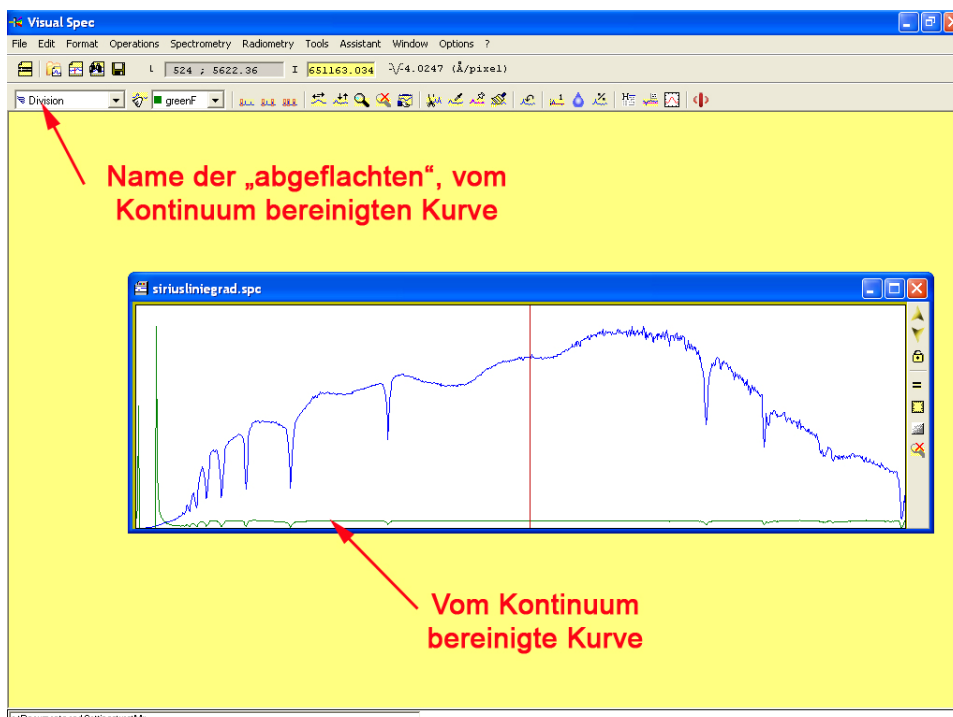 Visual Spec
File Edit Format Operations Spectrometry Radiometry Tools Assistant Window Options ?
l 524 ; 5622.36 I 651163.034 4.0247 (Å/pixel)
Division greenF
Name der „abgeflachten“, vom
Kontinuum bereinigten Kurve
siriusliniegrad.spc
Vom Kontinuum
bereinigte Kurve